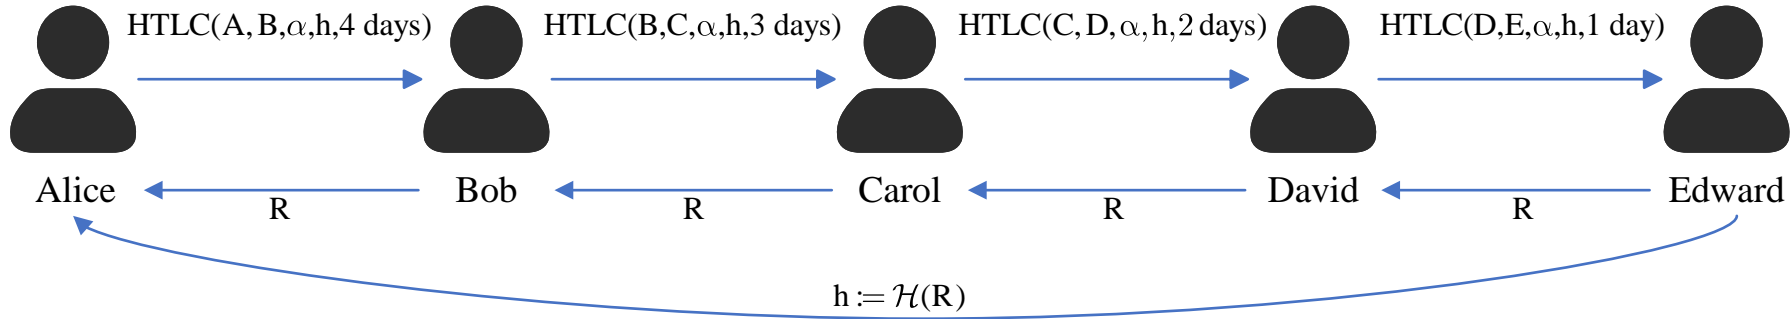 HTLC(A, B,α,h,4 days) HTLC(B,C,α,h,3 days) HTLC(C, D, α, h, 2 days) HTLC(D,E,α,h,1 day)
Alice Bob Carol David Edward
R R R R
h := ℋ(R)